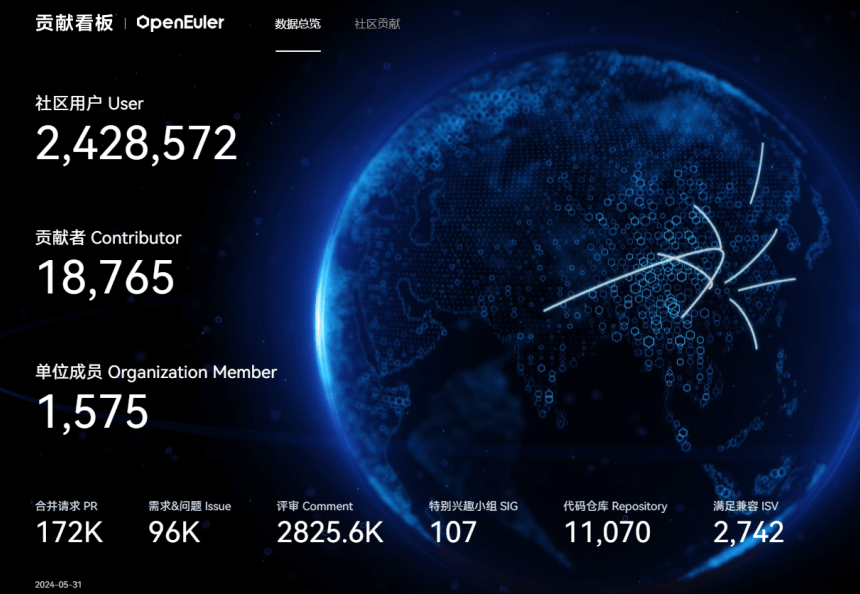 贡献看板 | OpenEuler 数据总览 社区贡献
社区用户 User
2,428,572
贡献者 Contributor
18,765
单位成员 Organization Member
1,575
合并请求 PR 需求&问题 Issue 评审 Comment 特别兴趣小组 SIG 代码仓库 Repository 满足兼容 ISV
172K 96K 2825.6K 107 11,070 2,742
2024-05-31